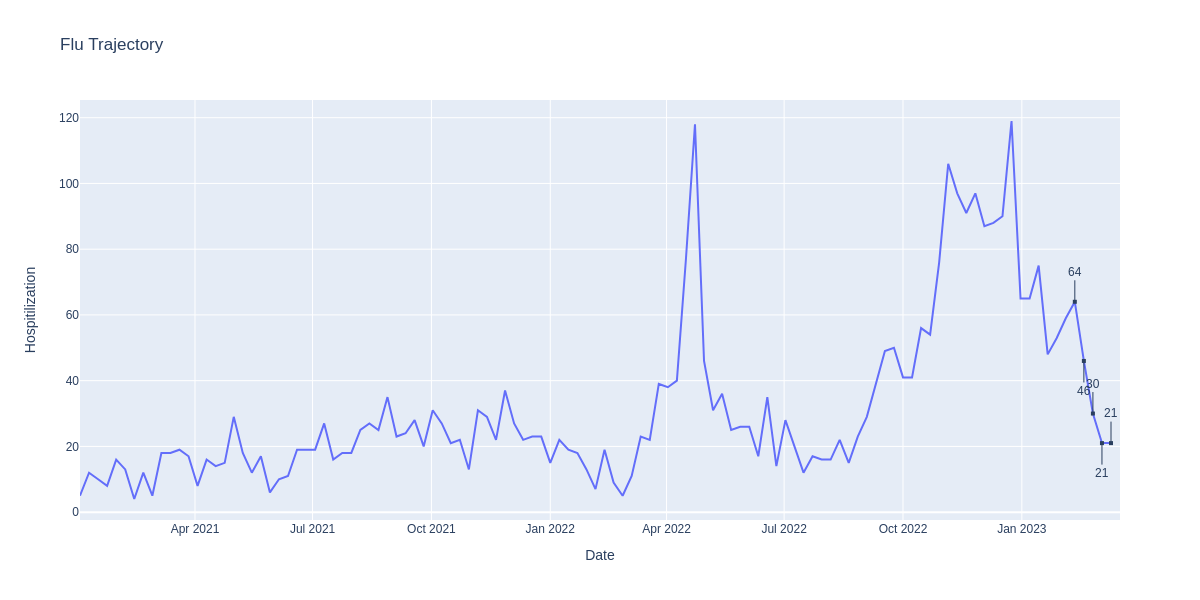 Flu Trajectory
Hospitilization
120
100
80
60
40
20
0
64
46
30
21
21
Apr 2021
Jul 2021
Oct 2021
Jan 2022
Apr 2022
Jul 2022
Oct 2022
Jan 2023
Date